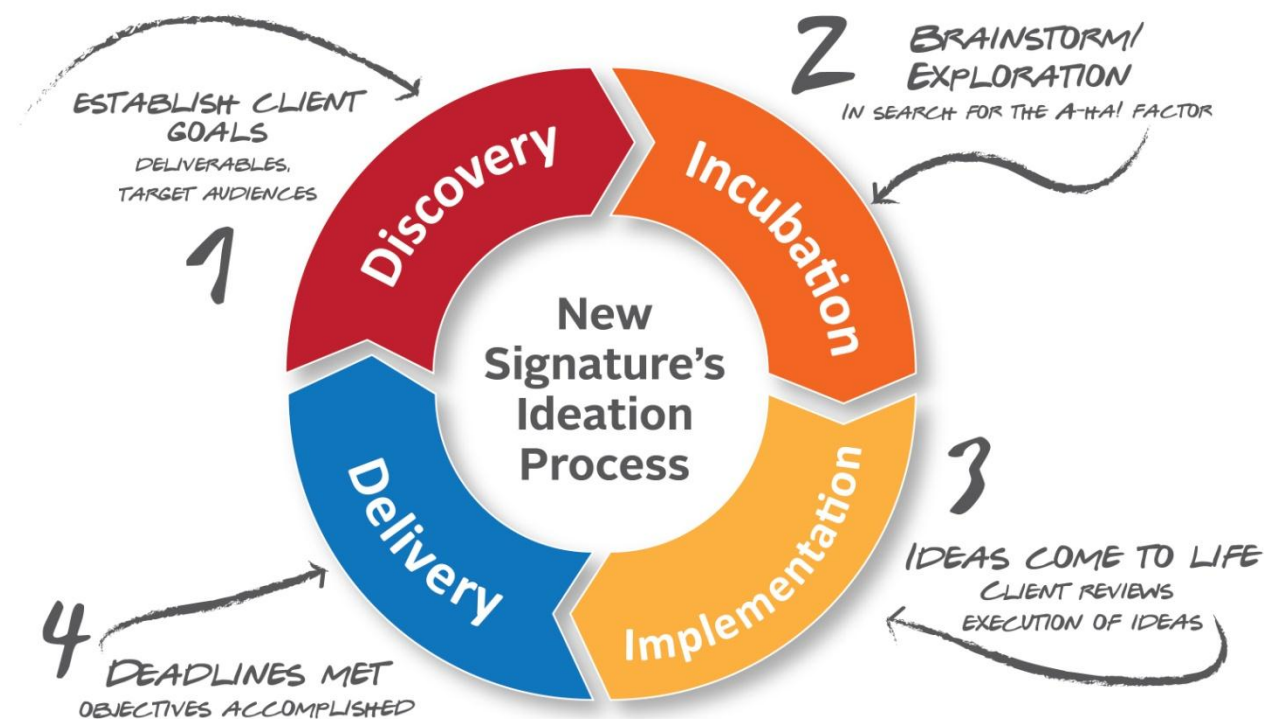 1
ESTABLISH CLIENT
GOALS
DELIVERABLES,
TARGET AUDIENCES
Discovery
2
BRAINSTORM/
EXPLORATION
IN SEARCH FOR THE A-HA! FACTOR
Incubation
New
Signature's
Ideation
Process
3
IDEAS COME TO LIFE
CLIENT REVIEWS
EXECUTION OF IDEAS
Implementation
4
DEADLINES MET
OBJECTIVES ACCOMPLISHED
Delivery